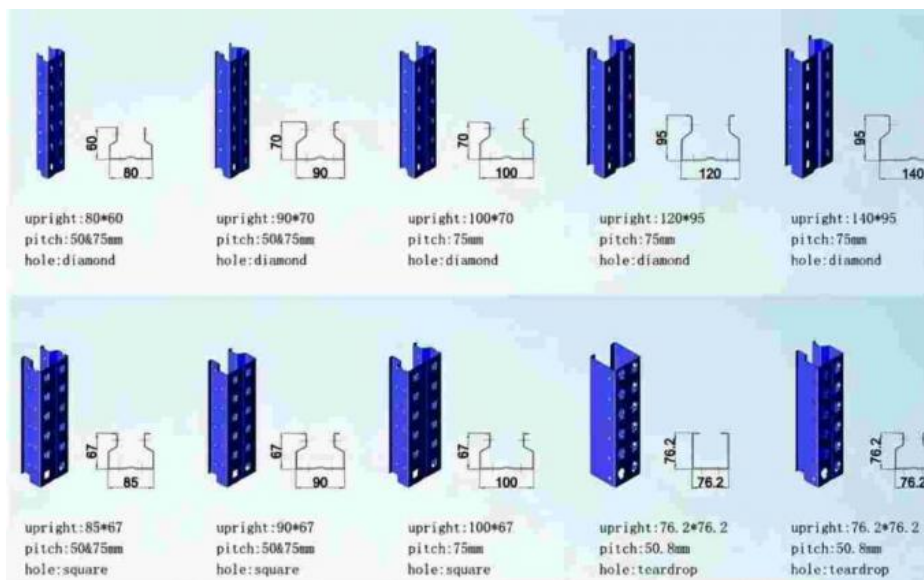 60
80
70
90
70
100
95
120
95
140
upright:80*60
pitch:50&75mm
hole:diamond
upright:90*70
pitch:50&75mm
hole:diamond
upright:100*70
pitch:75mm
hole:diamond
upright:120*95
pitch:75mm
hole:diamond
upright:140*95
pitch:75mm
hole:diamond
67
85
67
90
67
100
76.2
76.2
76.2
76.2
upright:85*67
pitch:50&75mm
hole:square
upright:90*67
pitch:50&75mm
hole:square
upright:100*67
pitch:75mm
hole:square
upright:76.2*76.2
pitch:50.8mm
hole:teardrop
upright:76.2*76.2
pitch:50.8mm
hole:teardrop